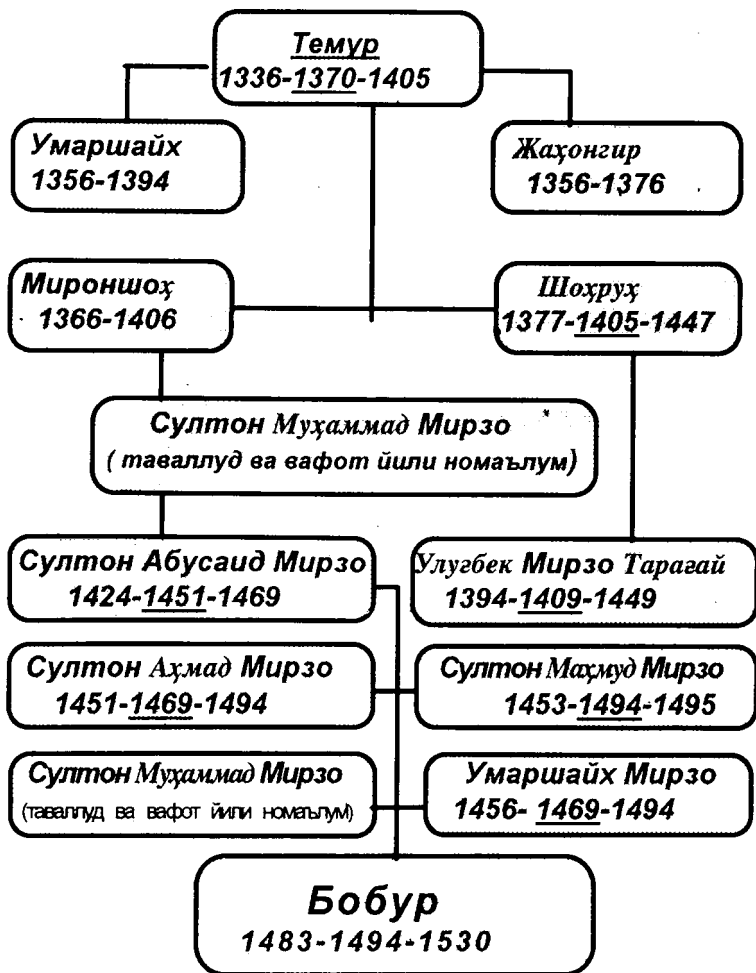 Темур
1336-1370-1405
Умаршайх
1356-1394
Жаҳонгир
1356-1376
Мироншоҳ
1366-1406
Шоҳруҳ
1377-1405-1447
Султон Муҳаммад Мирзо
( таваллуд ва вафот йили номаълум)
Султон Абусаид Мирзо
1424-1451-1469
Улуғбек Мирзо Тарағай
1394-1409-1449
Султон Аҳмад Мирзо
1451-1469-1494
Султон Маҳмуд Мирзо
1453-1494-1495
Султон Муҳаммад Мирзо
(таваллуд ва вафот йили номаълум)
Умаршайх Мирзо
1456- 1469-1494
Бобур
1483-1494-1530